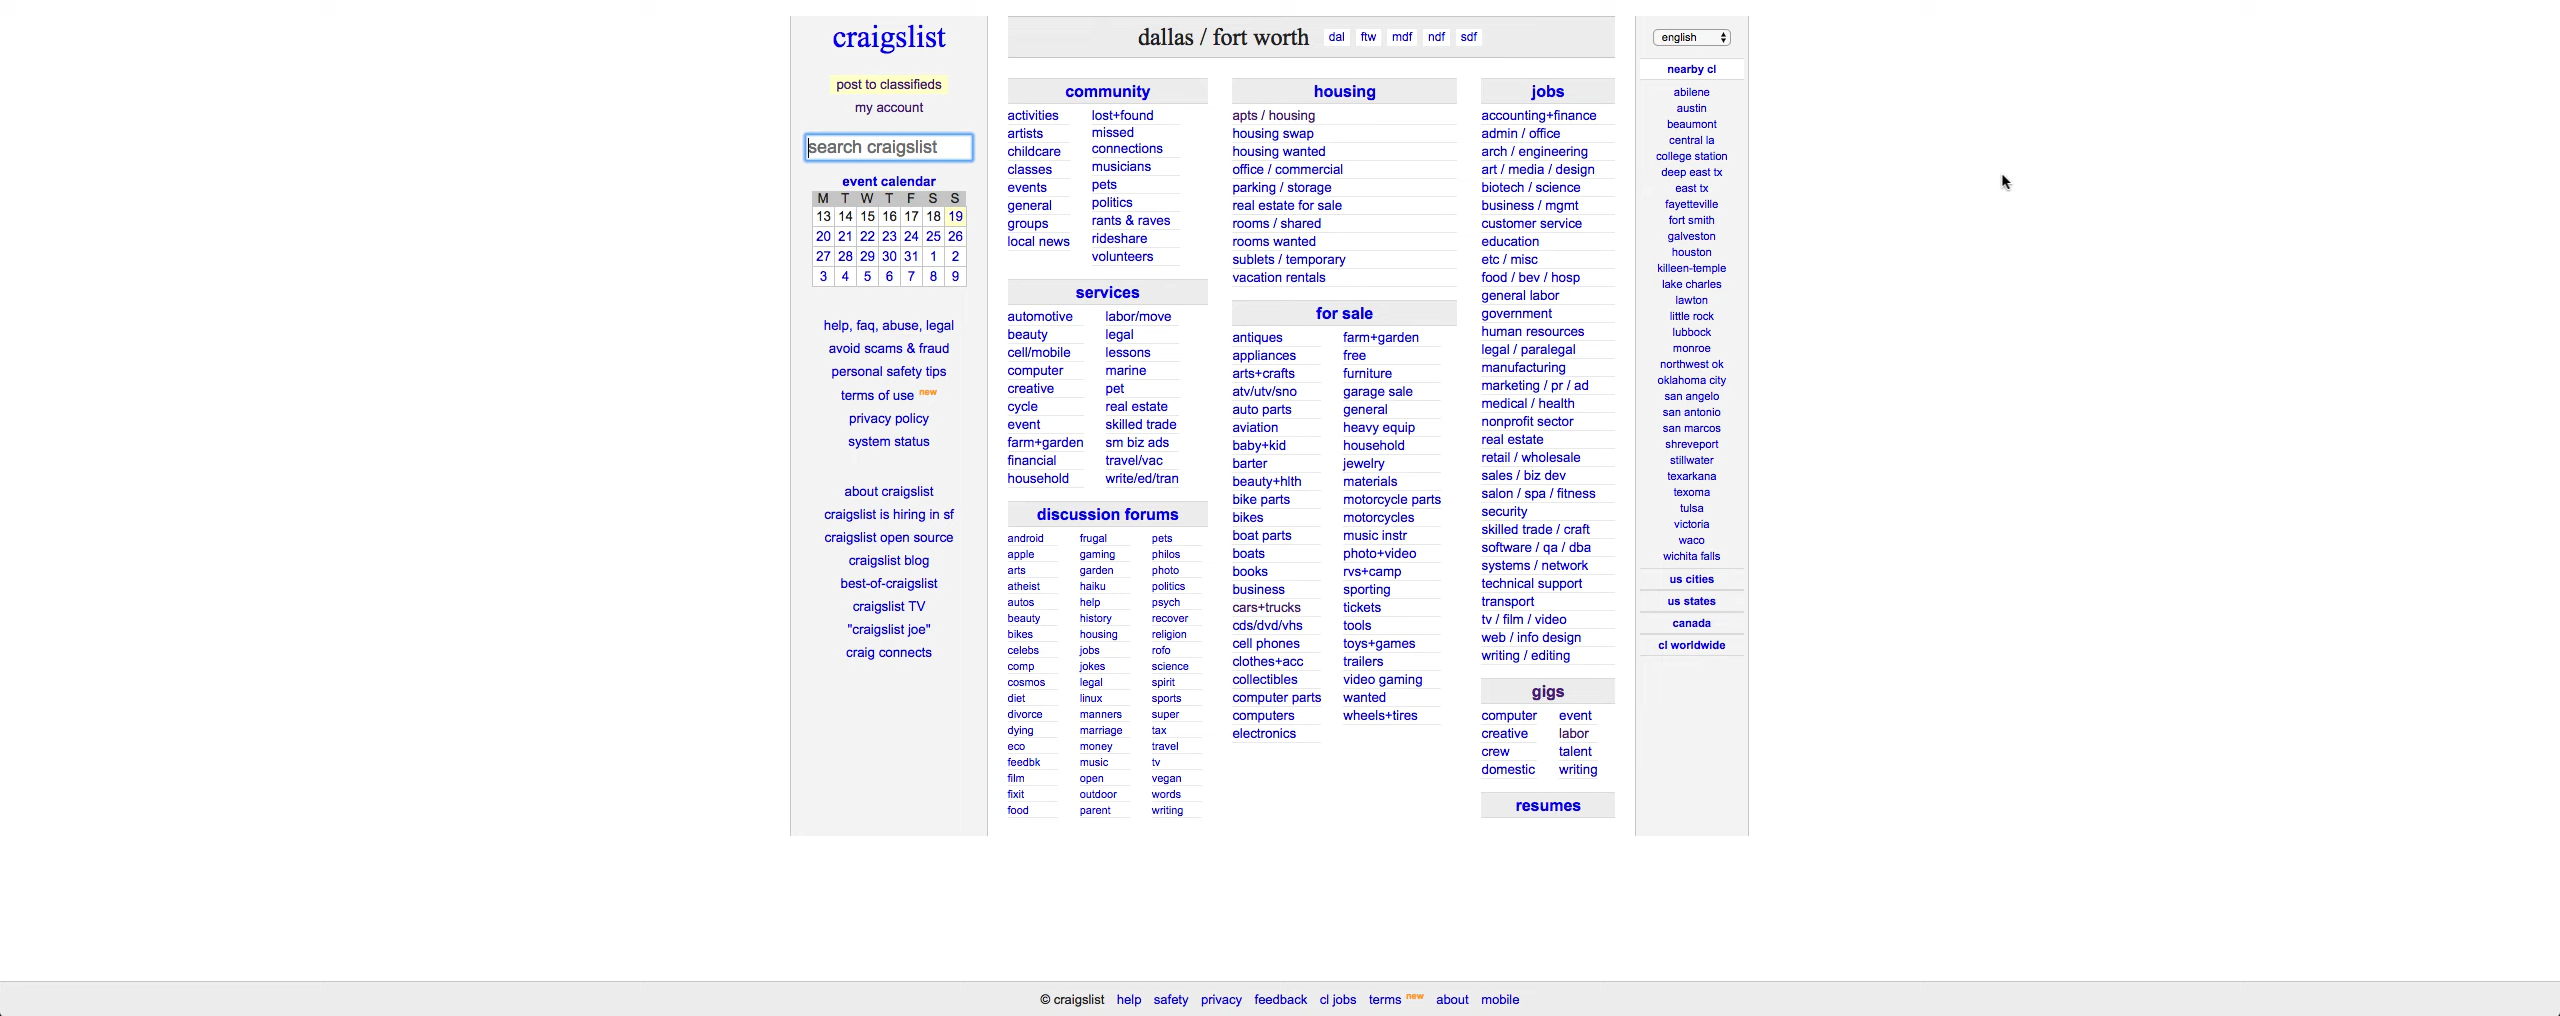 craigslist
post to classifieds
my account
search craigslist
event calendar
M T W T F S S
13 14 15 16 17 18 19
20 21 22 23 24 25 26
27 28 29 30 31 1 2
3 4 5 6 7 8 9
help, faq, abuse, legal
avoid scams & fraud
personal safety tips
terms of use new
privacy policy
system status
about craigslist
craigslist is hiring in sf
craigslist open source
craigslist blog
best-of-craigslist
craigslist TV
"craigslist joe"
craig connects
dallas / fort worth dal ftw mdf ndf sdf
community
activities
artists
childcare
classes
events
general
groups
local news
lost+found
missed
connections
musicians
pets
politics
rants & raves
rideshare
volunteers
services
automotive
beauty
cell/mobile
computer
creative
cycle
event
farm+garden
financial
household
labor/move
legal
lessons
marine
pet
real estate
skilled trade
sm biz ads
travel/vac
write/ed/tran
discussion forums
android
apple
arts
atheist
autos
beauty
bikes
celebs
comp
cosmos
diet
divorce
dying
eco
feedbk
film
fixit
food
frugal
gaming
garden
haiku
help
history
housing
jobs
jokes
legal
linux
manners
marriage
money
music
open
outdoor
parent
pets
philos
photo
politics
psych
recover
religion
rofo
science
spirit
sports
super
tax
travel
tv
vegan
words
writing
housing
apts / housing
housing swap
housing wanted
office / commercial
parking / storage
real estate for sale
rooms / shared
rooms wanted
sublets / temporary
vacation rentals
for sale
antiques
appliances
arts+crafts
atv/utv/sno
auto parts
aviation
baby+kid
barter
beauty+hlth
bike parts
bikes
boat parts
boats
books
business
cars+trucks
cds/dvd/vhs
cell phones
clothes+acc
collectibles
computer parts
computers
electronics
farm+garden
free
furniture
garage sale
general
heavy equip
household
jewelry
materials
motorcycle parts
motorcycles
music instr
photo+video
rvs+camp
sporting
tickets
tools
toys+games
trailers
video gaming
wanted
wheels+tires
jobs
accounting+finance
admin / office
arch / engineering
art / media / design
biotech / science
business / mgmt
customer service
education
etc / misc
food / bev / hosp
general labor
government
human resources
legal / paralegal
manufacturing
marketing / pr / ad
medical / health
nonprofit sector
real estate
retail / wholesale
sales / biz dev
salon / spa / fitness
security
skilled trade / craft
software / qa / dba
systems / network
technical support
transport
tv / film / video
web / info design
writing / editing
gigs
computer
creative
crew
domestic
event
labor
talent
writing
resumes
english
nearby cl
abilene
austin
beaumont
central la
college station
deep east tx
east tx
fayetteville
fort smith
galveston
houston
killeen-temple
lake charles
lawton
little rock
lubbock
monroe
northwest ok
oklahoma city
san angelo
san antonio
san marcos
shreveport
stillwater
texarkana
texoma
tulsa
victoria
waco
wichita falls
us cities
us states
canada
cl worldwide
© craigslist help safety privacy feedback cl jobs terms new about mobile